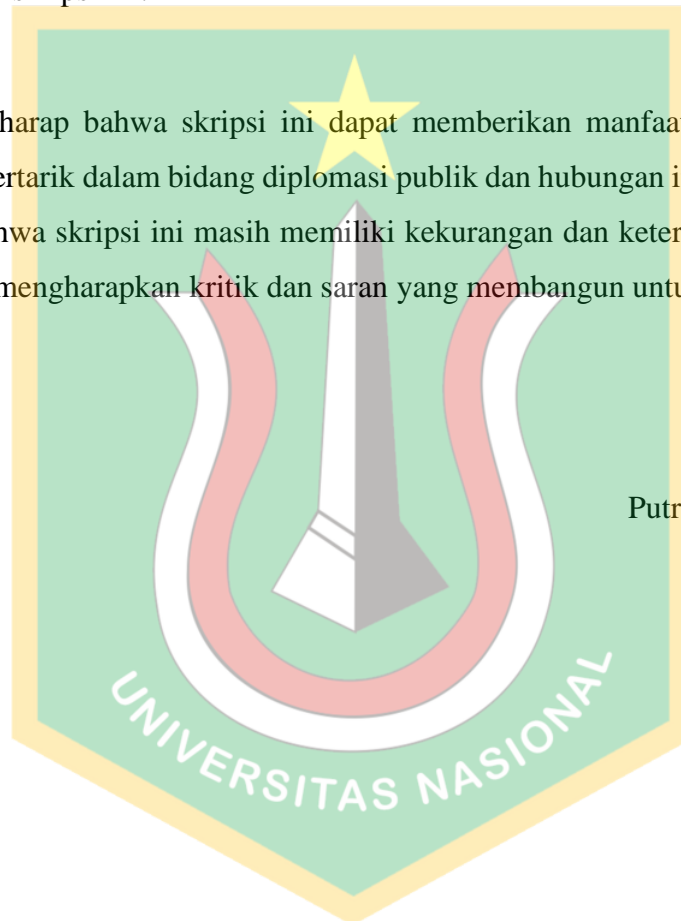 harap bahwa skripsi ini dapat memberikan manfaat
ertarik dalam bidang diplomasi publik dan hubungan i
hwa skripsi ini masih memiliki kekurangan dan keter
mengharapkan kritik dan saran yang membangun untu
Putr
UNIVERSITAS NASIONAL